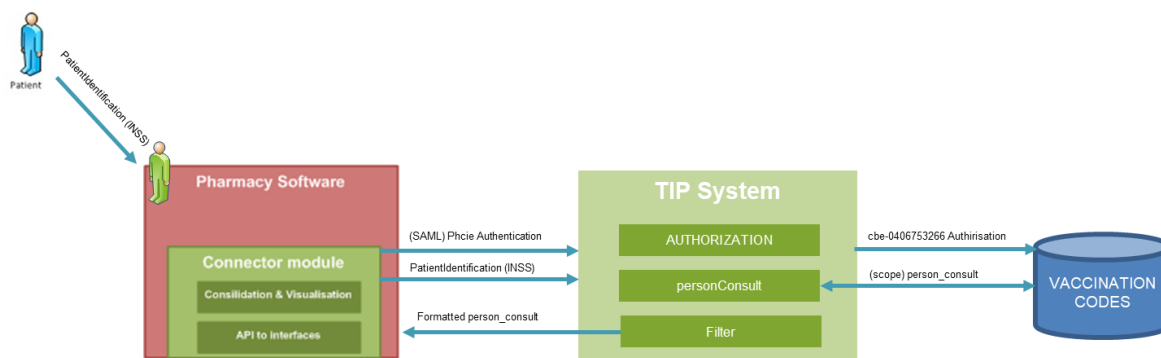 Patient
PatientIdentification (INSS)
Pharmacy Software
Connector module
Consilidation & Visualisation
API to interfaces
(SAML) Phcie Authentication
PatientIdentification (INSS)
Formatted person_consult
TIP System
AUTHORIZATION
personConsult
Filter
cbe-0406753266 Authirisation
(scope) person_consult
VACCINATION
CODES